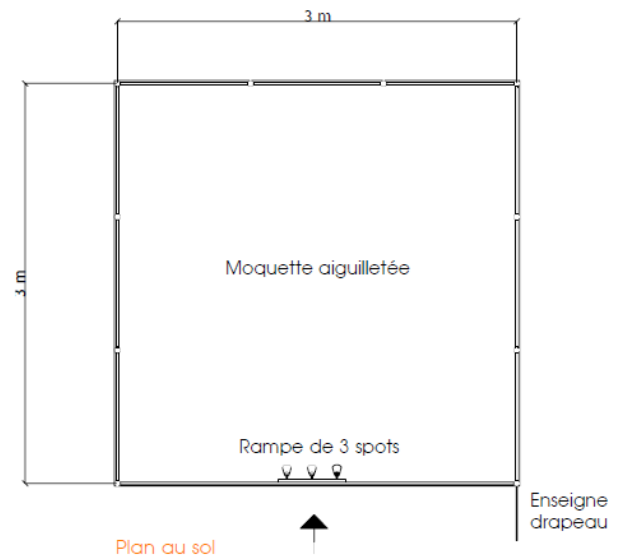 3 m
3 m
Moquette aiguilletée
Rampe de 3 spots
Enseigne
drapeau
Plan au sol